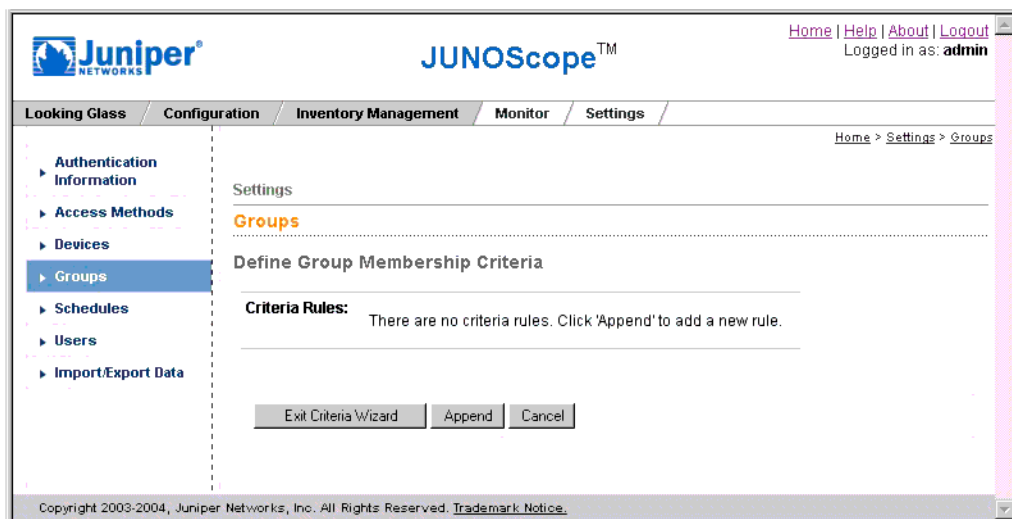 Juniper®
NETWORKS
JUNOScope™
Home | Help | About | Logout
Logged in as: admin
Looking Glass / Configuration / Inventory Management / Monitor / Settings /
Home > Settings > Groups
Authentication
Information
Access Methods
Devices
Groups
Schedules
Users
Import/Export Data
Settings
Groups
Define Group Membership Criteria
Criteria Rules:
There are no criteria rules. Click 'Append' to add a new rule.
Exit Criteria Wizard
Append
Cancel
Copyright 2003-2004, Juniper Networks, Inc. All Rights Reserved. Trademark Notice.